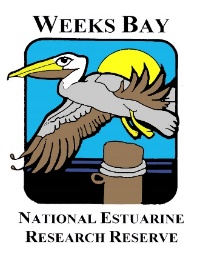 WEEKS BAY
NATIONAL ESTUARINE
RESEARCH RESERVE